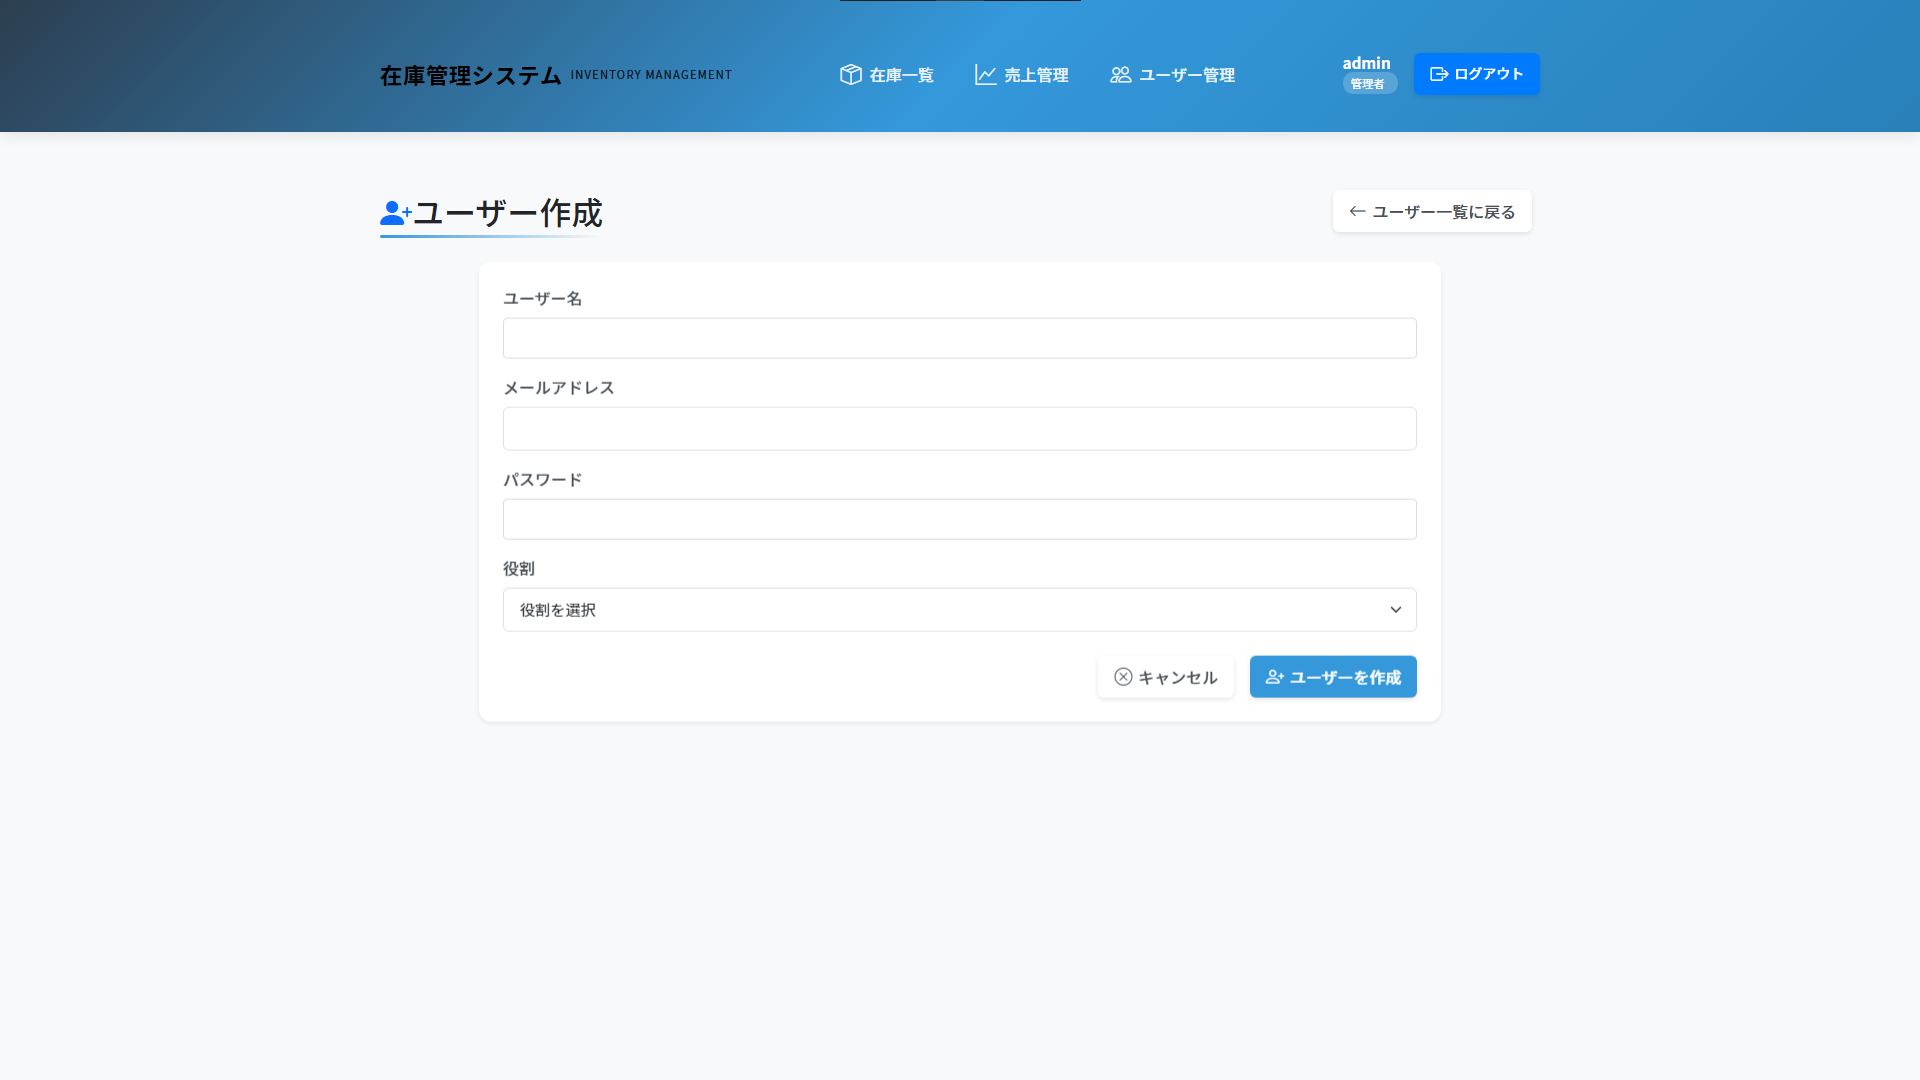 在庫管理システム INVENTORY MANAGEMENT
在庫一覧
売上管理
ユーザー管理
admin
管理者
ログアウト
ユーザー作成
ユーザー一覧に戻る
ユーザー名
メールアドレス
パスワード
役割
役割を選択
キャンセル
ユーザーを作成